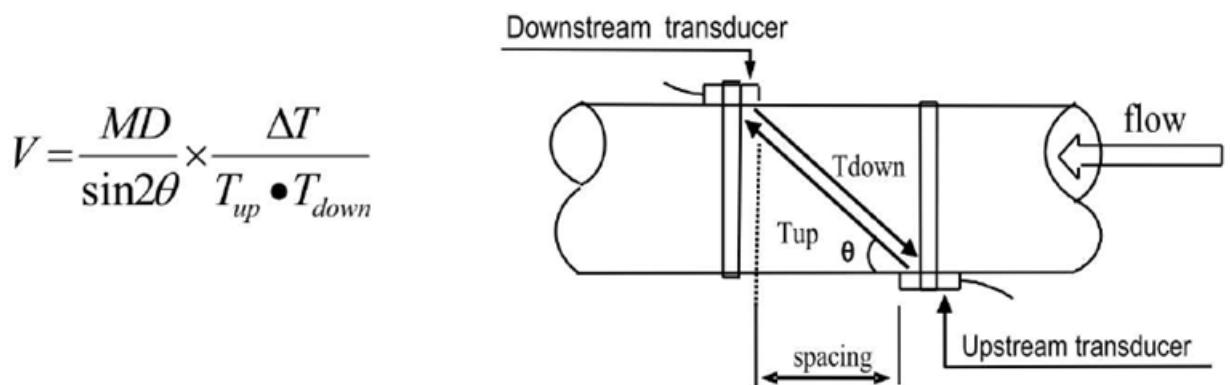 Downstream transducer
V = MD / sin2θ × ΔT / T_up • T_down
flow
Tdown
Tup
θ
spacing
Upstream transducer